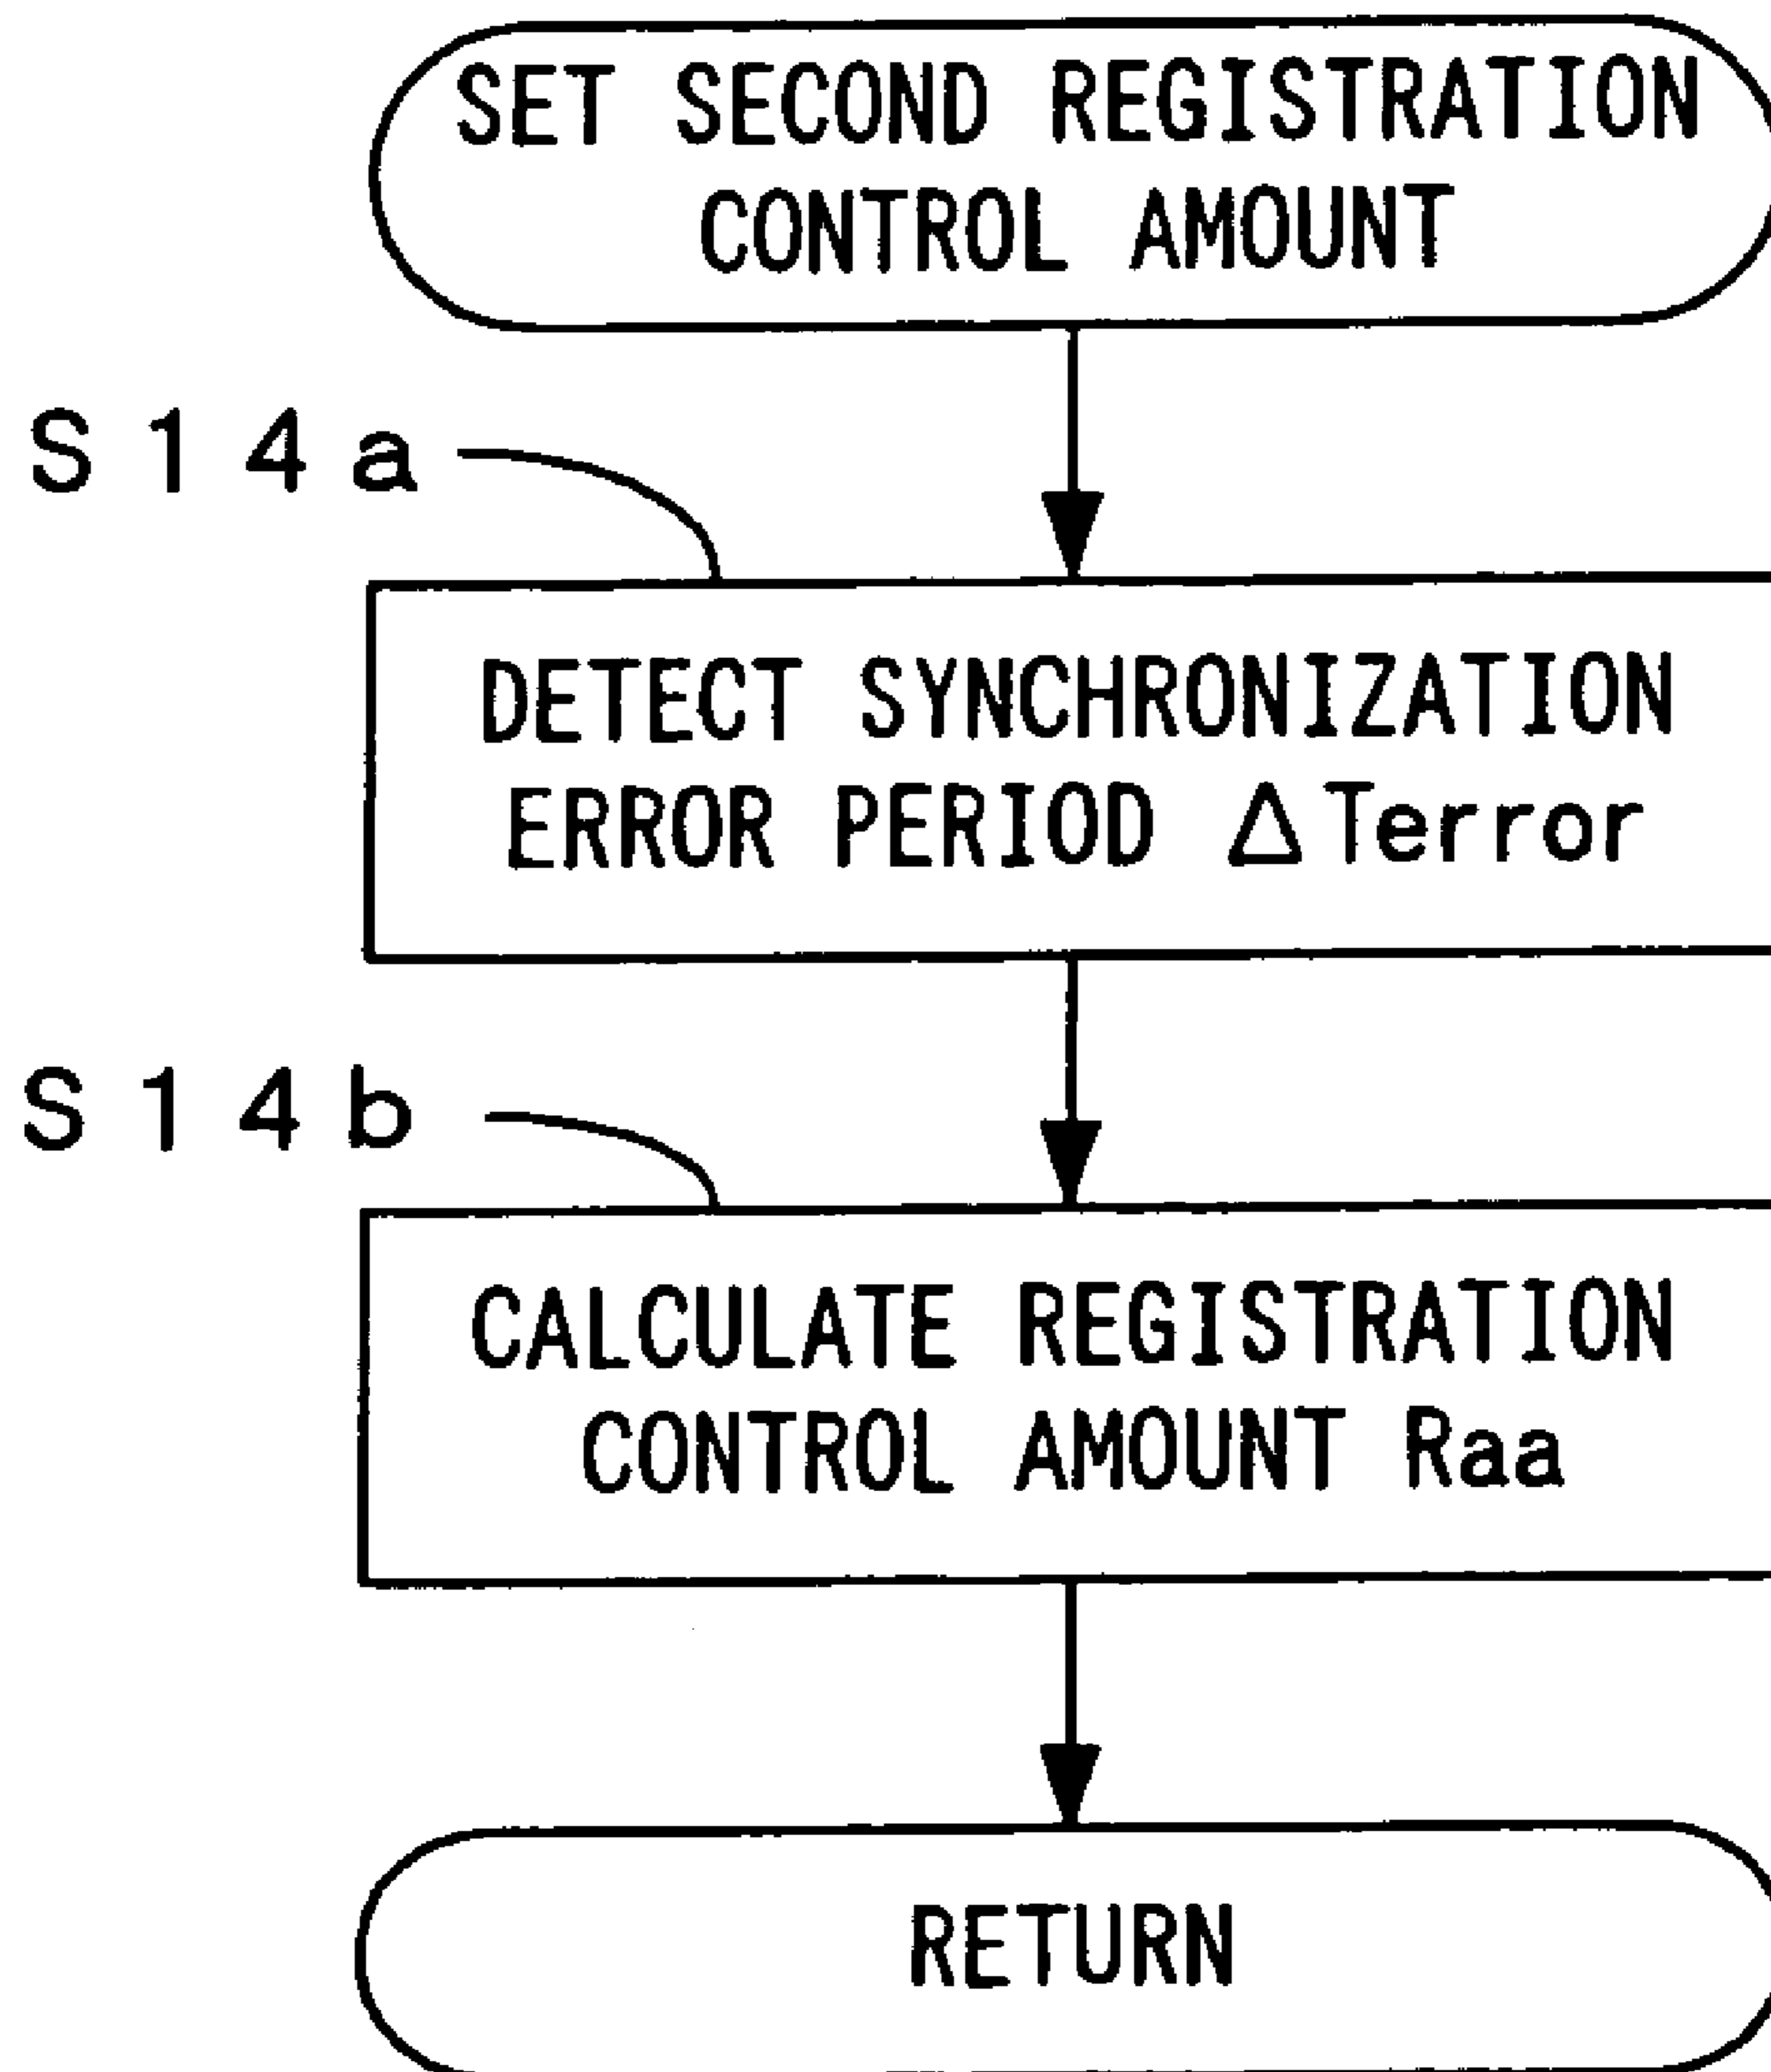 SET SECOND REGISTRATION
CONTROL AMOUNT
S14a
DETECT SYNCHRONIZATION
ERROR PERIOD ΔTerror
S14b
CALCULATE REGISTRATION
CONTROL AMOUNT Raa
RETURN